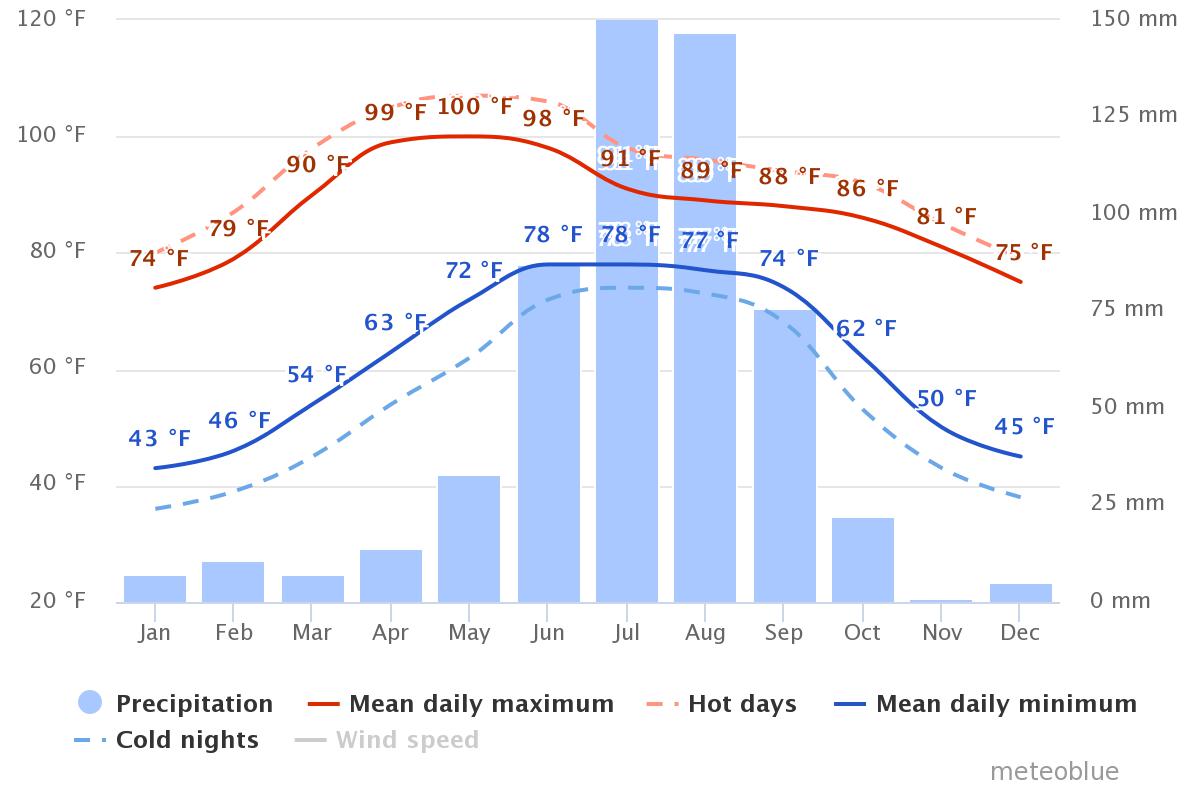 120 °F
150 mm
99 °F 100 °F 98 °F
125 mm
100 °F
90 °F
91 °F
89 °F 88 °F 86 °F
79 °F
81 °F
100 mm
74 °F
78 °F 78 °F 77 °F
75 °F
80 °F
72 °F
74 °F
75 mm
63 °F
62 °F
60 °F
54 °F
50 °F
50 mm
43 °F 46 °F
45 °F
40 °F
25 mm
20 °F
0 mm
Jan Feb Mar Apr May Jun Jul Aug Sep Oct Nov Dec
Precipitation Mean daily maximum Hot days Mean daily minimum
Cold nights Wind speed
meteoblue